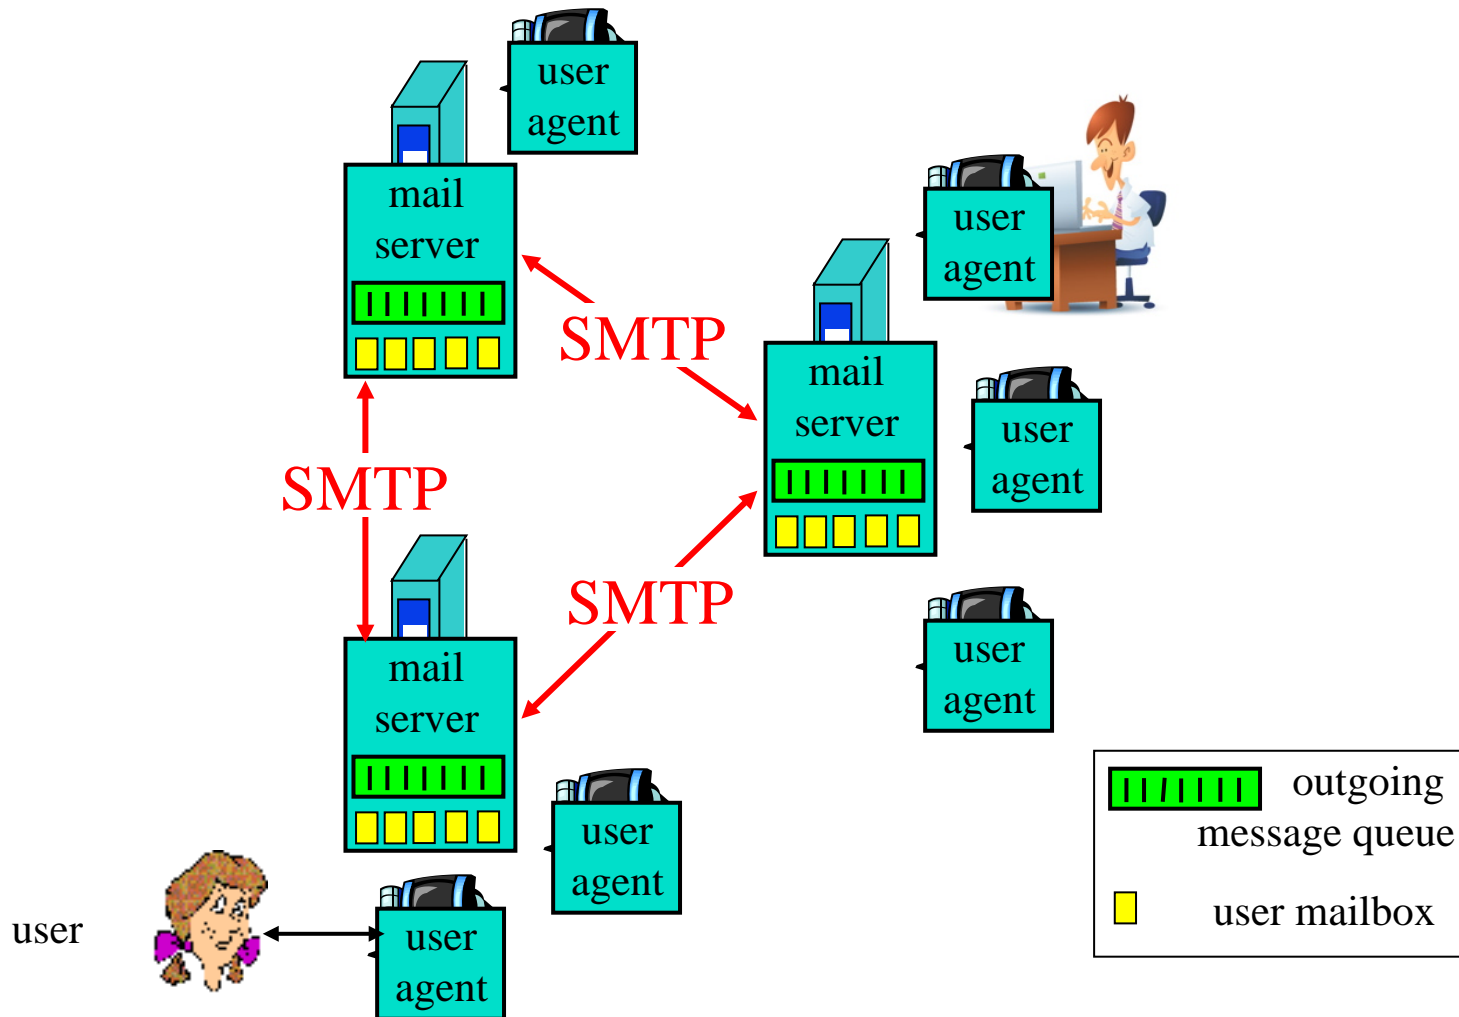 user
agent
mail
server
user
agent
SMTP
mail
server
user
agent
SMTP
SMTP
mail
server
user
agent
outgoing
message queue
user mailbox
user
agent
user
user
agent